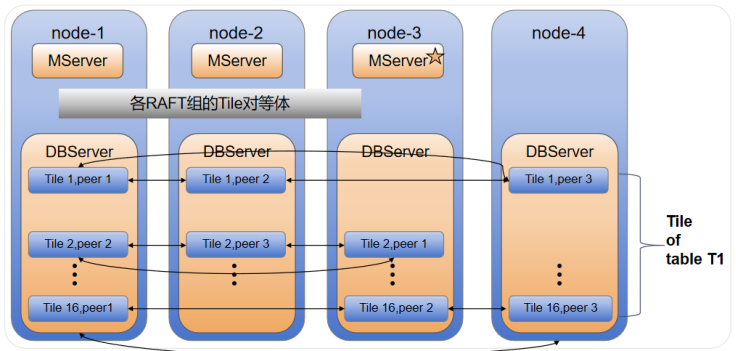 node-1
node-2
node-3
node-4
MServer
MServer
MServer
各RAFT组的Tile对等体
DBServer
DBServer
DBServer
DBServer
Tile 1,peer 1
Tile 1,peer 2
Tile 1,peer 3
Tile 2,peer 2
Tile 2,peer 3
Tile 2,peer 1
Tile 16,peer1
Tile 16,peer 2
Tile 16,peer 3
Tile
of
table T1